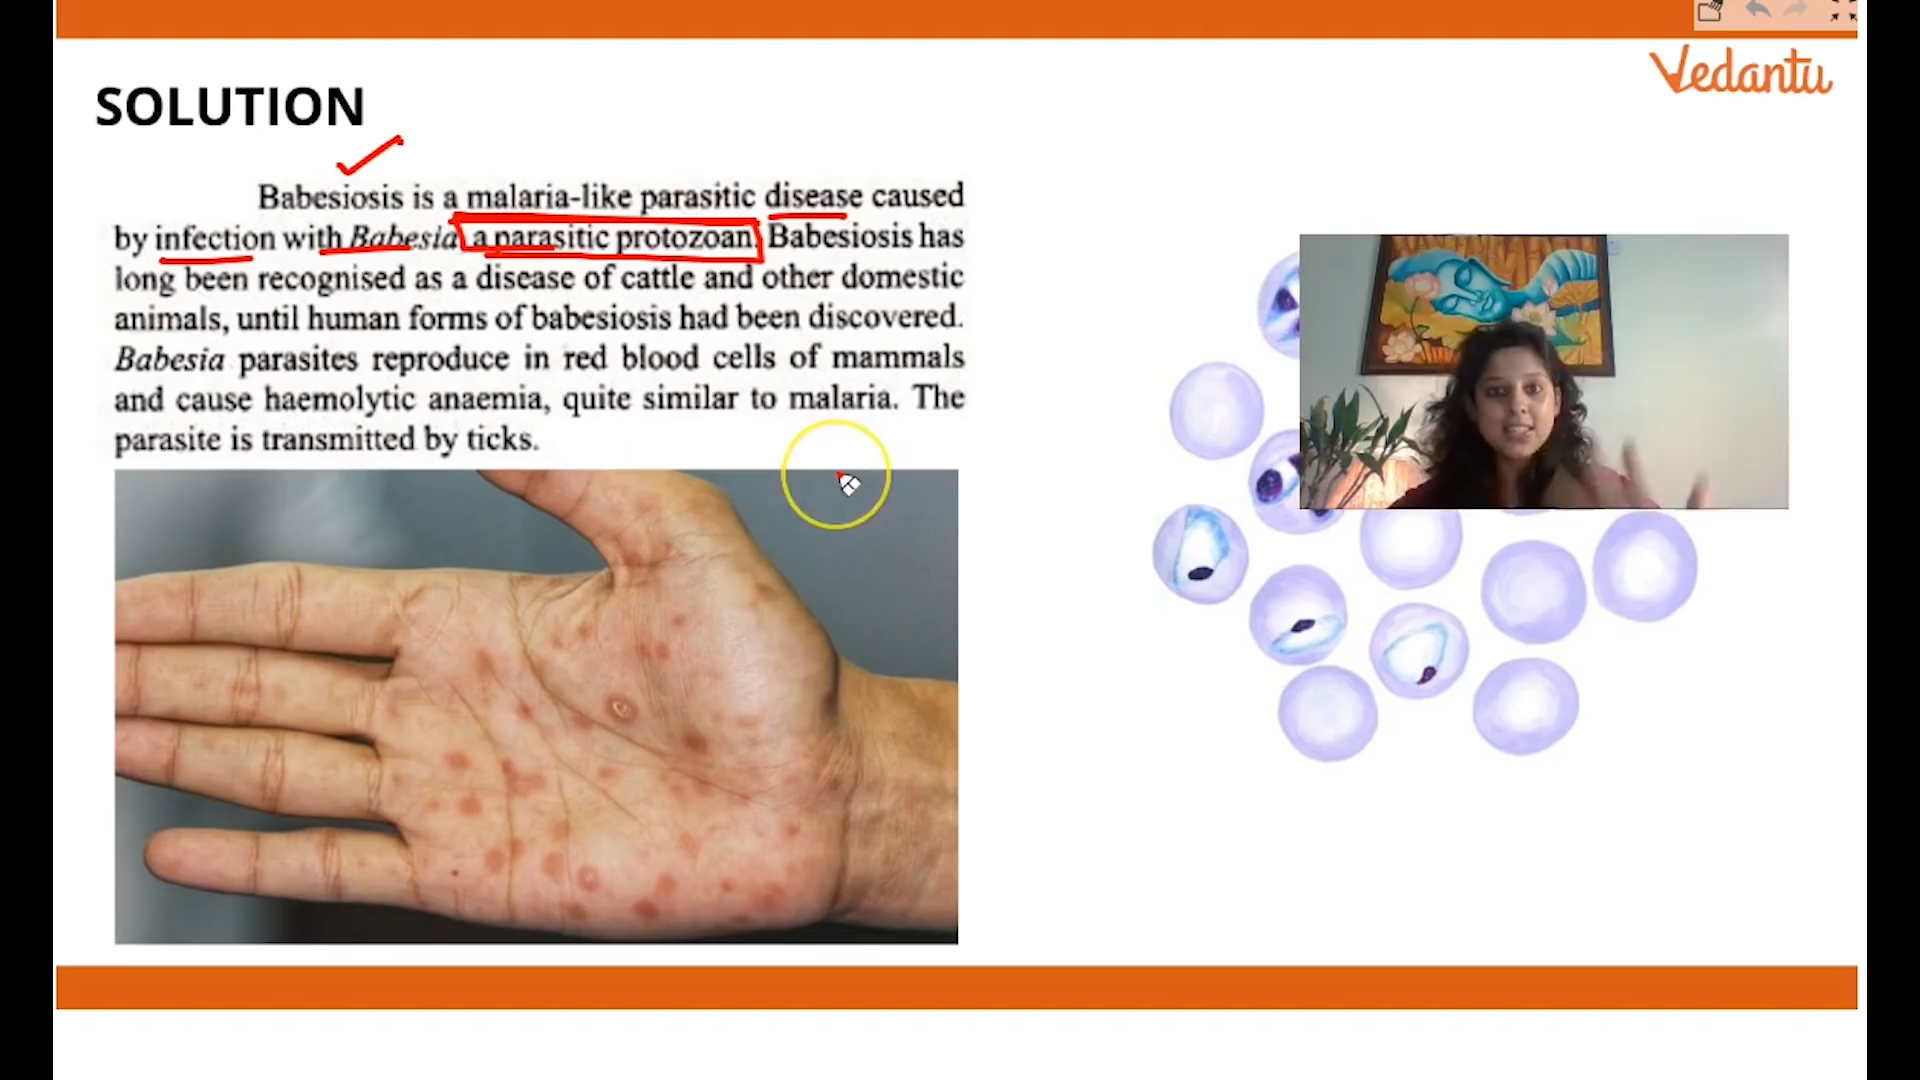 Vedantu
SOLUTION
Babesiosis is a malaria-like parasitic disease caused
by infection with Babesia, a parasitic protozoan. Babesiosis has
long been recognised as a disease of cattle and other domestic
animals, until human forms of babesiosis had been discovered.
Babesia parasites reproduce in red blood cells of mammals
and cause haemolytic anaemia, quite similar to malaria. The
parasite is transmitted by ticks.